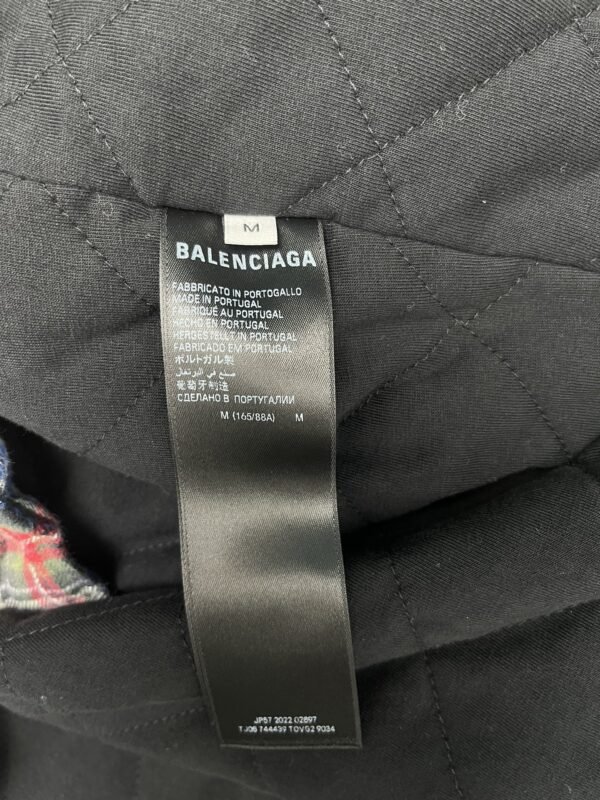 M
BALENCIAGA
FABBRICATO IN PORTOGALLO
MADE IN PORTUGAL
FABRIQUÉ AU PORTUGAL
HECHO EN PORTUGAL
HERGESTELLT IN PORTUGAL
FABRICADO EM PORTUGAL
ポルトガル製
صنع في البرتغال
葡萄牙制造
СДЕЛАНО В ПОРТУГАЛИИ
M (165/88A) M
JP57 2022 02897
TJ08 744439 TOVG2 9034